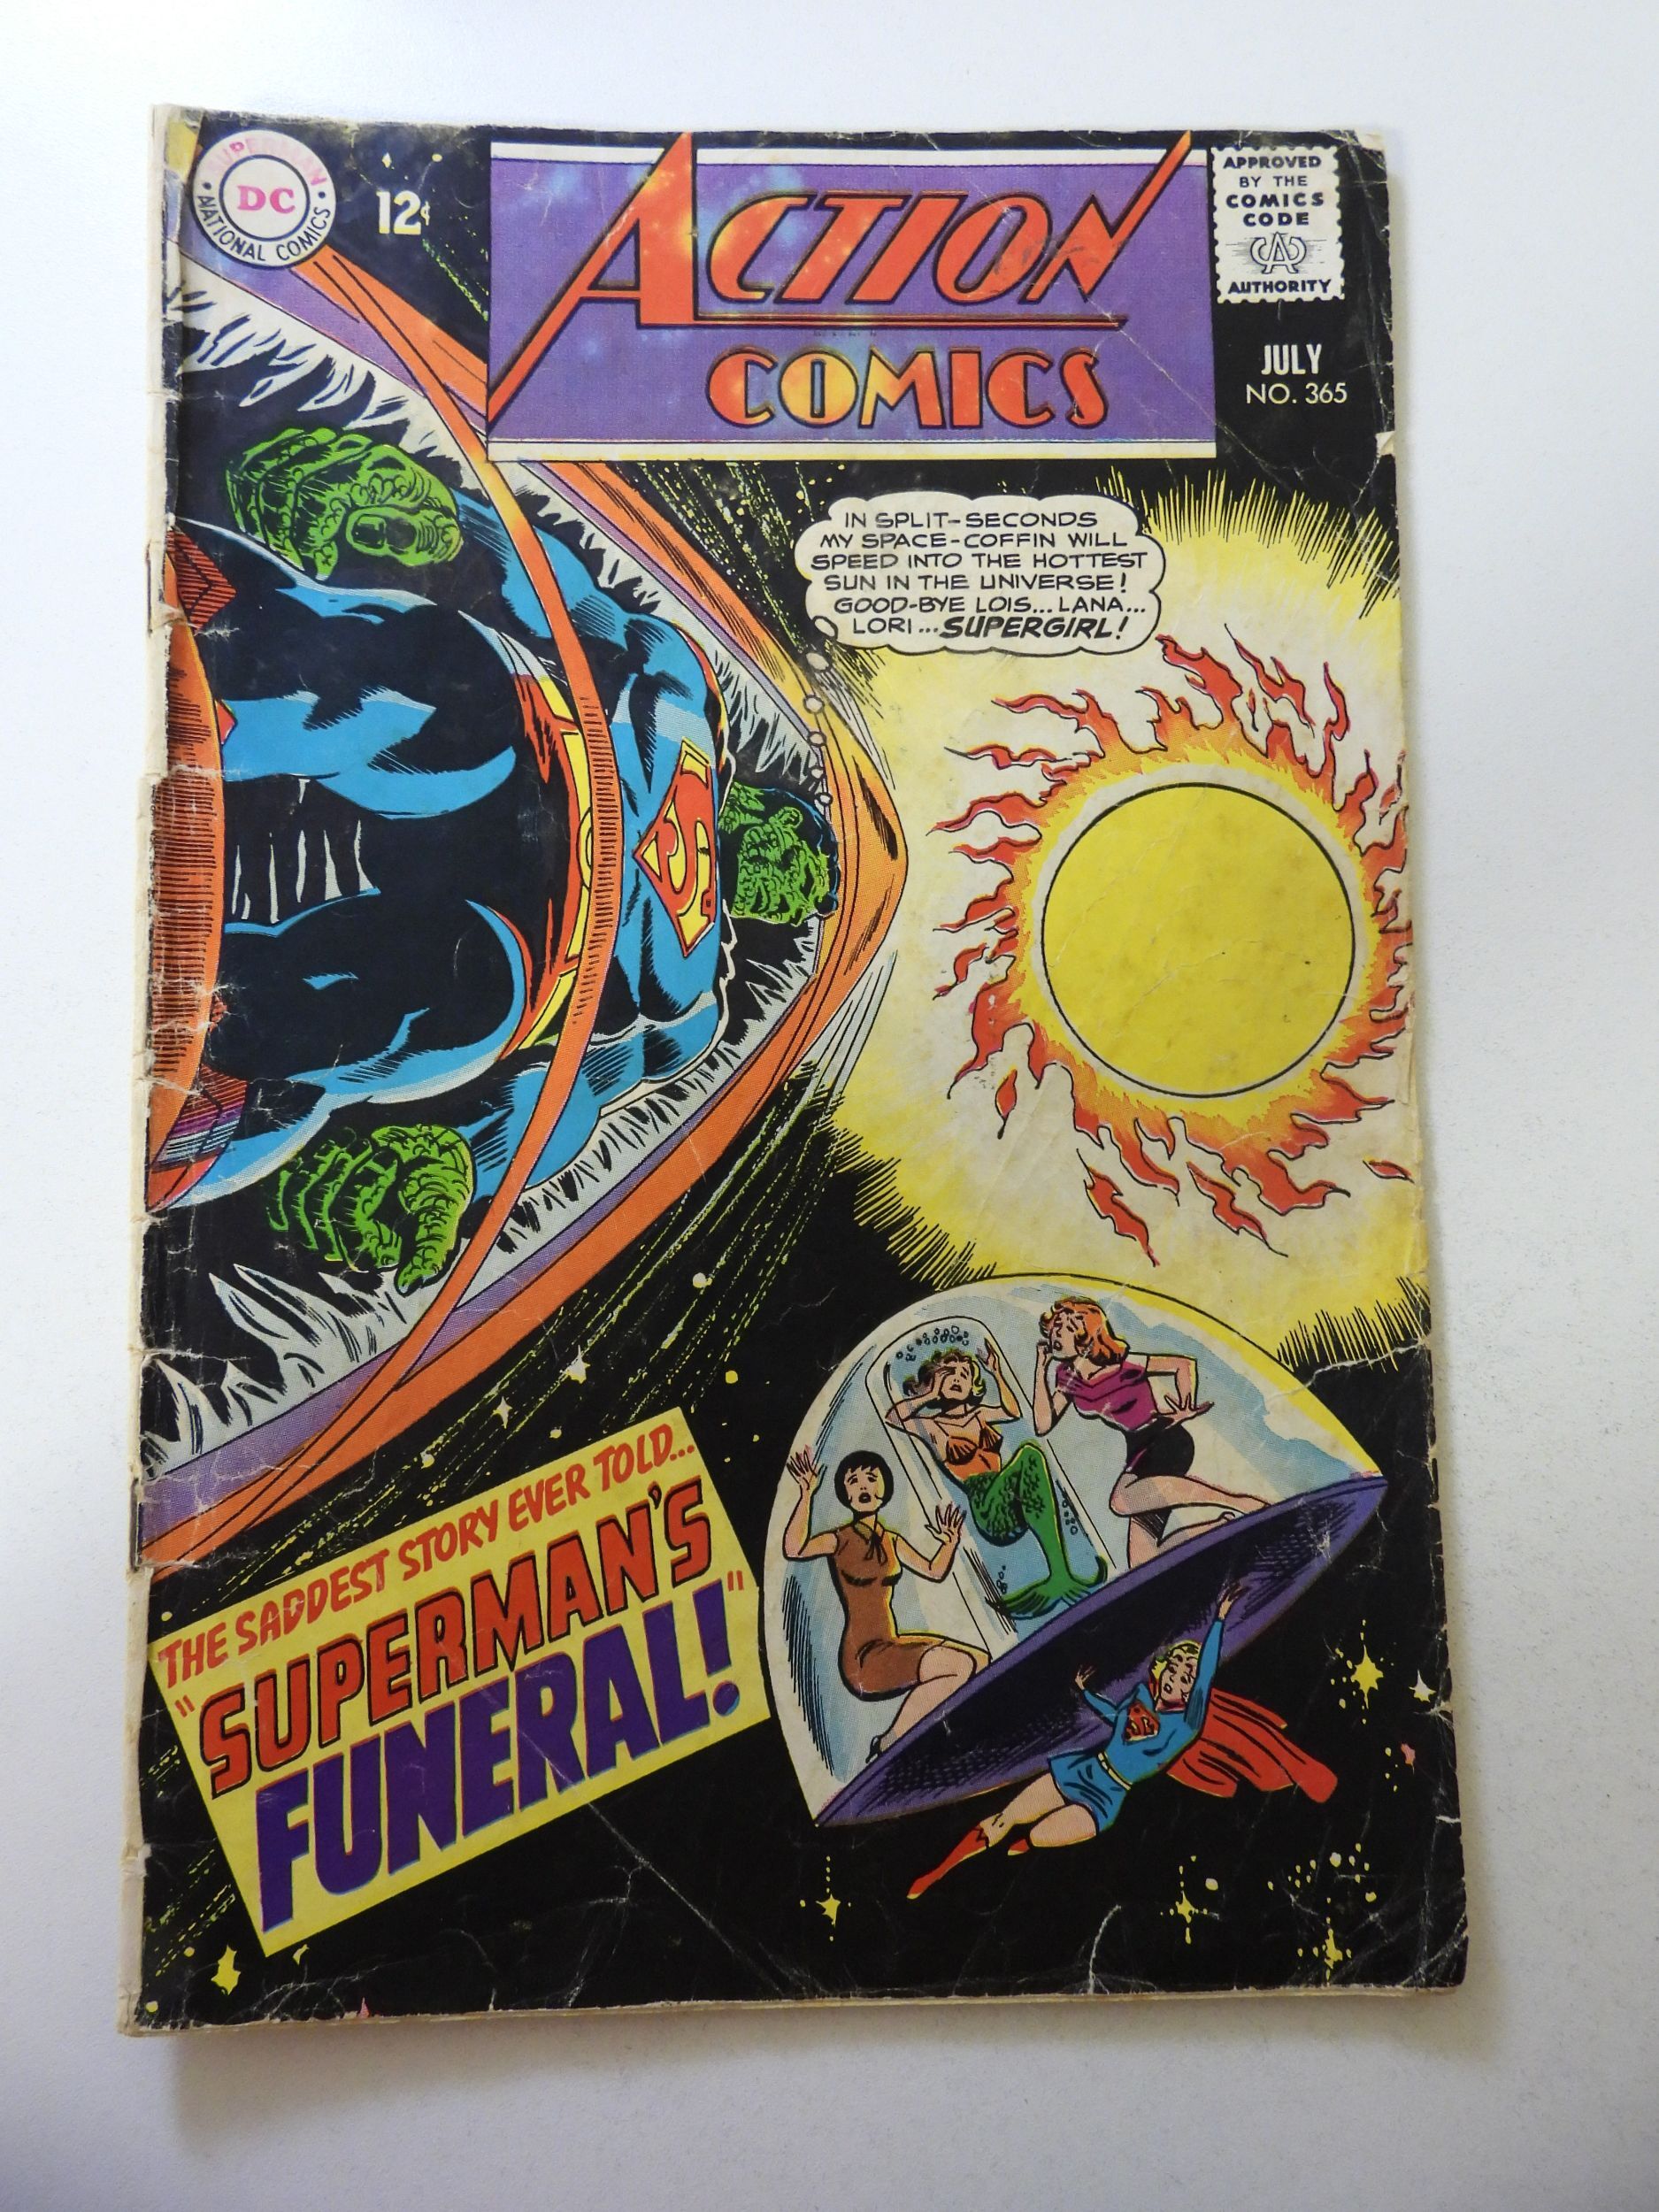 SUPERMAN
DC
NATIONAL COMICS
12¢
ACTION
COMICS
APPROVED
BY THE
COMICS
CODE
CA
AUTHORITY
JULY
NO. 365
IN SPLIT-SECONDS
MY SPACE-COFFIN WILL
SPEED INTO THE HOTTEST
SUN IN THE UNIVERSE!
GOOD-BYE LOIS... LANA...
LORI... SUPERGIRL!
S
THE SADDEST STORY EVER TOLD...
"SUPERMAN'S
FUNERAL!"